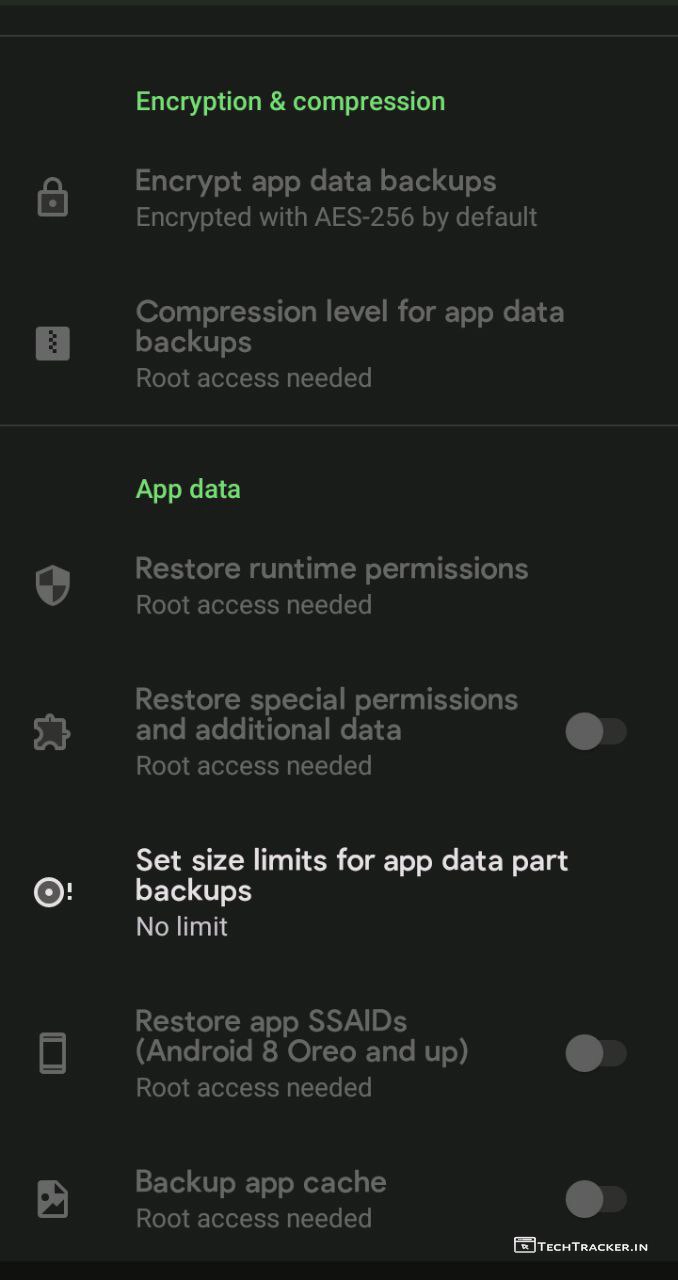 Encryption & compression
Encrypt app data backups
Encrypted with AES-256 by default
Compression level for app data
backups
Root access needed
App data
Restore runtime permissions
Root access needed
Restore special permissions
and additional data
Root access needed
Set size limits for app data part
backups
No limit
Restore app SSAIDs
(Android 8 Oreo and up)
Root access needed
Backup app cache
Root access needed
TechTracker.in